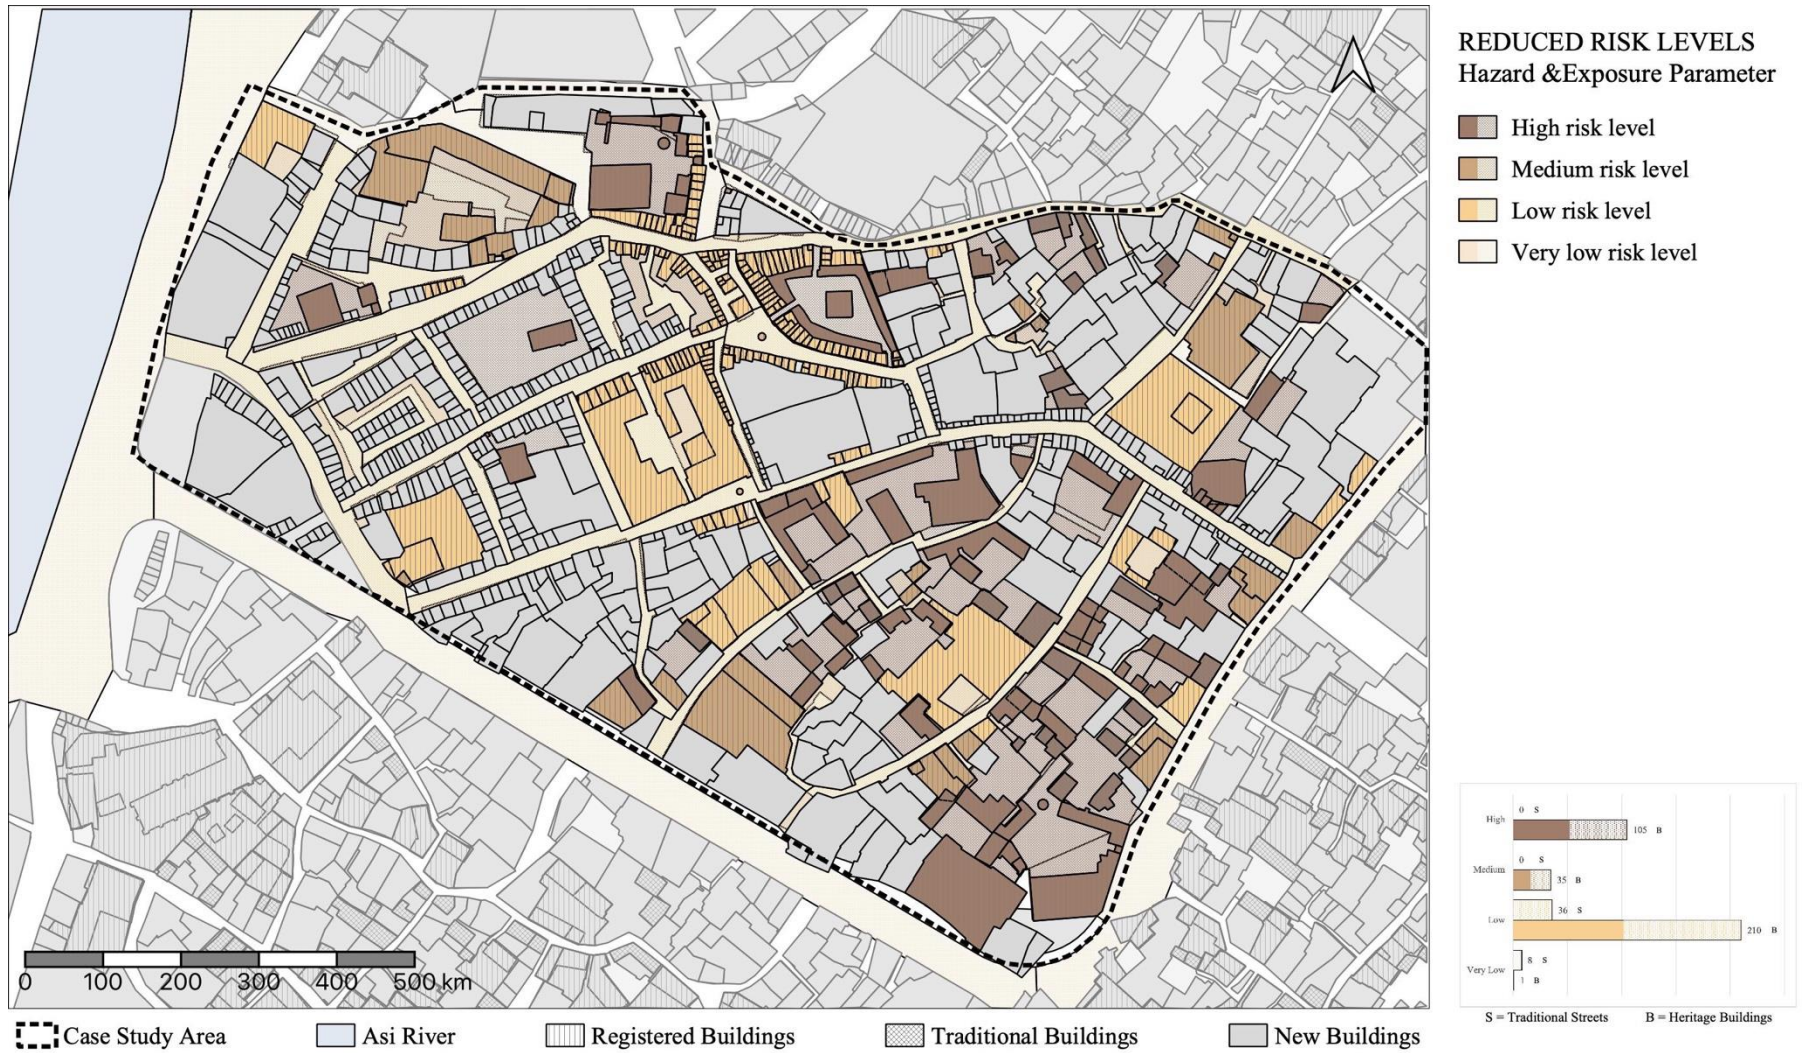 REDUCED RISK LEVELS
Hazard &Exposure Parameter
High risk level
Medium risk level
Low risk level
Very low risk level
High
0 S
105 B
Medium
0 S
35 B
Low
36 S
210 B
Very Low
8 S
1 B
S = Traditional Streets B = Heritage Buildings
0 100 200 300 400 500 km
Case Study Area Asi River Registered Buildings Traditional Buildings New Buildings